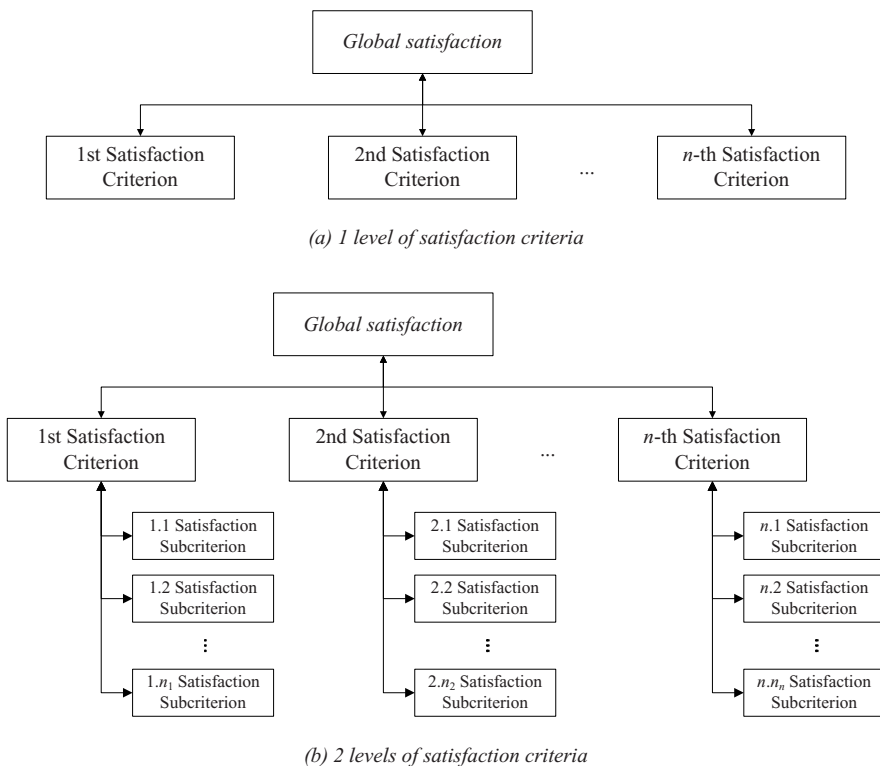 Global satisfaction
1st Satisfaction
Criterion
2nd Satisfaction
Criterion
...
n-th Satisfaction
Criterion
(a) 1 level of satisfaction criteria
Global satisfaction
1st Satisfaction
Criterion
2nd Satisfaction
Criterion
...
n-th Satisfaction
Criterion
1.1 Satisfaction
Subcriterion
1.2 Satisfaction
Subcriterion
⋮
1.n₁ Satisfaction
Subcriterion
2.1 Satisfaction
Subcriterion
2.2 Satisfaction
Subcriterion
⋮
2.n₂ Satisfaction
Subcriterion
n.1 Satisfaction
Subcriterion
n.2 Satisfaction
Subcriterion
⋮
n.nₙ Satisfaction
Subcriterion
(b) 2 levels of satisfaction criteria